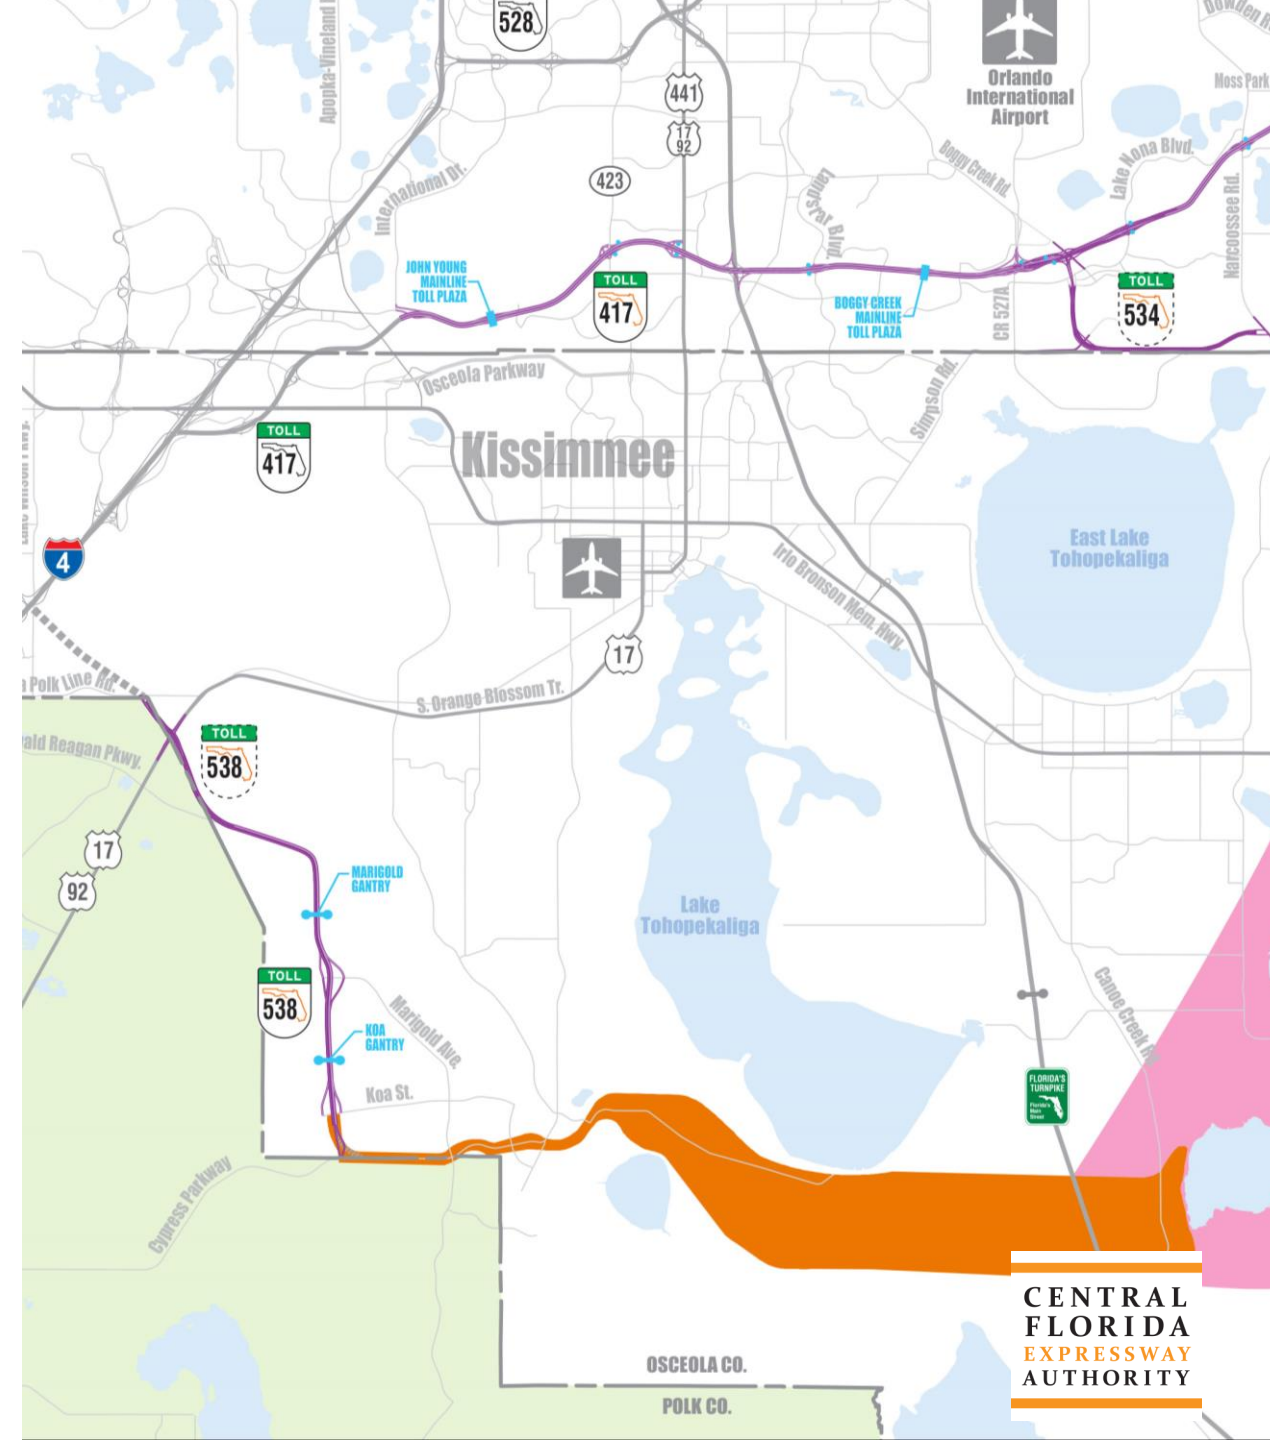 528
Apopka-Vineland
441
17
92
423
Orlando
International
Airport
Dowden
Moss Park
International Dr.
Boggy Creek Rd.
Lake Nona Blvd.
Landstar Blvd.
Narcoossee Rd.
JOHN YOUNG
MAINLINE
TOLL PLAZA
TOLL
417
BOGGY CREEK
MAINLINE
TOLL PLAZA
CR 527A
TOLL
534
Osceola Parkway
Simpson Rd.
TOLL
417
Kissimmee
4
East Lake
Tohopekaliga
Irlo Bronson Mem. Hwy.
17
Polk Line Rd.
S. Orange Blossom Tr.
ald Reagan Pkwy.
TOLL
538
17
92
MARIGOLD
GANTRY
Lake
Tohopekaliga
TOLL
538
Marigold Ave.
KOA
GANTRY
Koa St.
Canoe Creek Rd.
FLORIDA'S
TURNPIKE
Florida's
Main
Street
Cypress Parkway
CENTRAL
FLORIDA
EXPRESSWAY
AUTHORITY
OSCEOLA CO.
POLK CO.